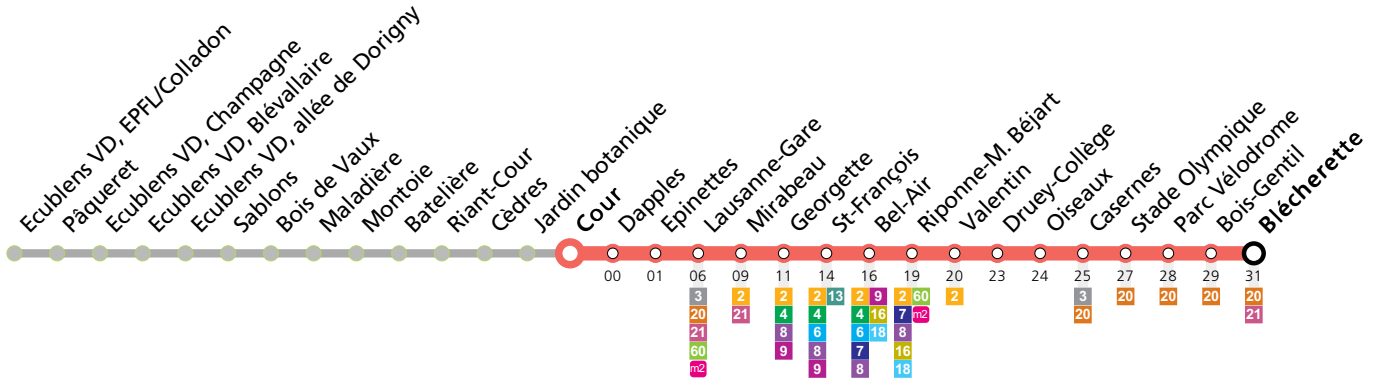 Ecublens VD, EPFL/Colladon
Pâqueret
Ecublens VD, Champagne
Ecublens VD, Blévallaire
Ecublens VD, allée de Dorigny
Sablons
Bois de Vaux
Maladière
Montoie
Batelière
Riant-Cour
Cèdres
Jardin botanique
Cour
Dapples
Epinettes
Lausanne-Gare
Mirabeau
Georgette
St-François
Bel-Air
Riponne-M. Béjart
Valentin
Druey-Collège
Oiseaux
Casernes
Stade Olympique
Parc Vélodrome
Bois-Gentil
Blécherette
00 01 06 09 11 14 16 19 20 23 24 25 27 28 29 31
3 2 2 2 13 2 9 2 60 2 3 20 20 20 20
20 21 4 4 4 16 7 m2 20 21
21 8 6 6 18 8
60 9 8 7 16
m2 9 8 18